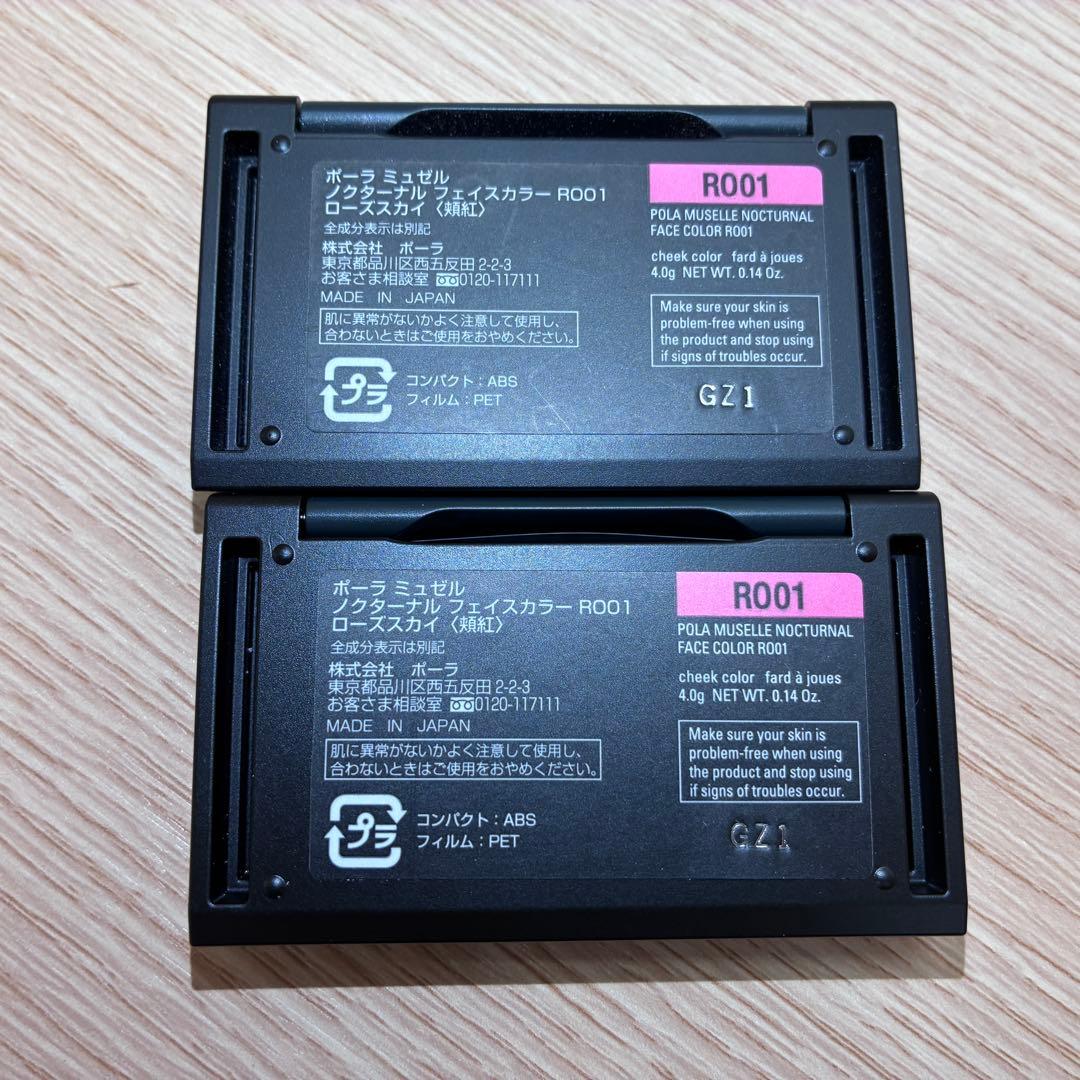 ポーラ ミュゼル
ノクターナル フェイスカラー RO01
ローズスカイ〈頬紅〉
全成分表示は別記
株式会社 ポーラ
東京都品川区西五反田 2-2-3
お客さま相談室 0120-117111
MADE IN JAPAN
肌に異常がないかよく注意して使用し、
合わないときはご使用をおやめください。
プラ
コンパクト：ABS
フィルム：PET
RO01
POLA MUSELLE NOCTURNAL
FACE COLOR RO01
cheek color fard à joues
4.0g NET WT. 0.14 Oz.
Make sure your skin is
problem-free when using
the product and stop using
if signs of troubles occur.
GZ1
ポーラ ミュゼル
ノクターナル フェイスカラー RO01
ローズスカイ〈頬紅〉
全成分表示は別記
株式会社 ポーラ
東京都品川区西五反田 2-2-3
お客さま相談室 0120-117111
MADE IN JAPAN
肌に異常がないかよく注意して使用し、
合わないときはご使用をおやめください。
プラ
コンパクト：ABS
フィルム：PET
RO01
POLA MUSELLE NOCTURNAL
FACE COLOR RO01
cheek color fard à joues
4.0g NET WT. 0.14 Oz.
Make sure your skin is
problem-free when using
the product and stop using
if signs of troubles occur.
GZ1